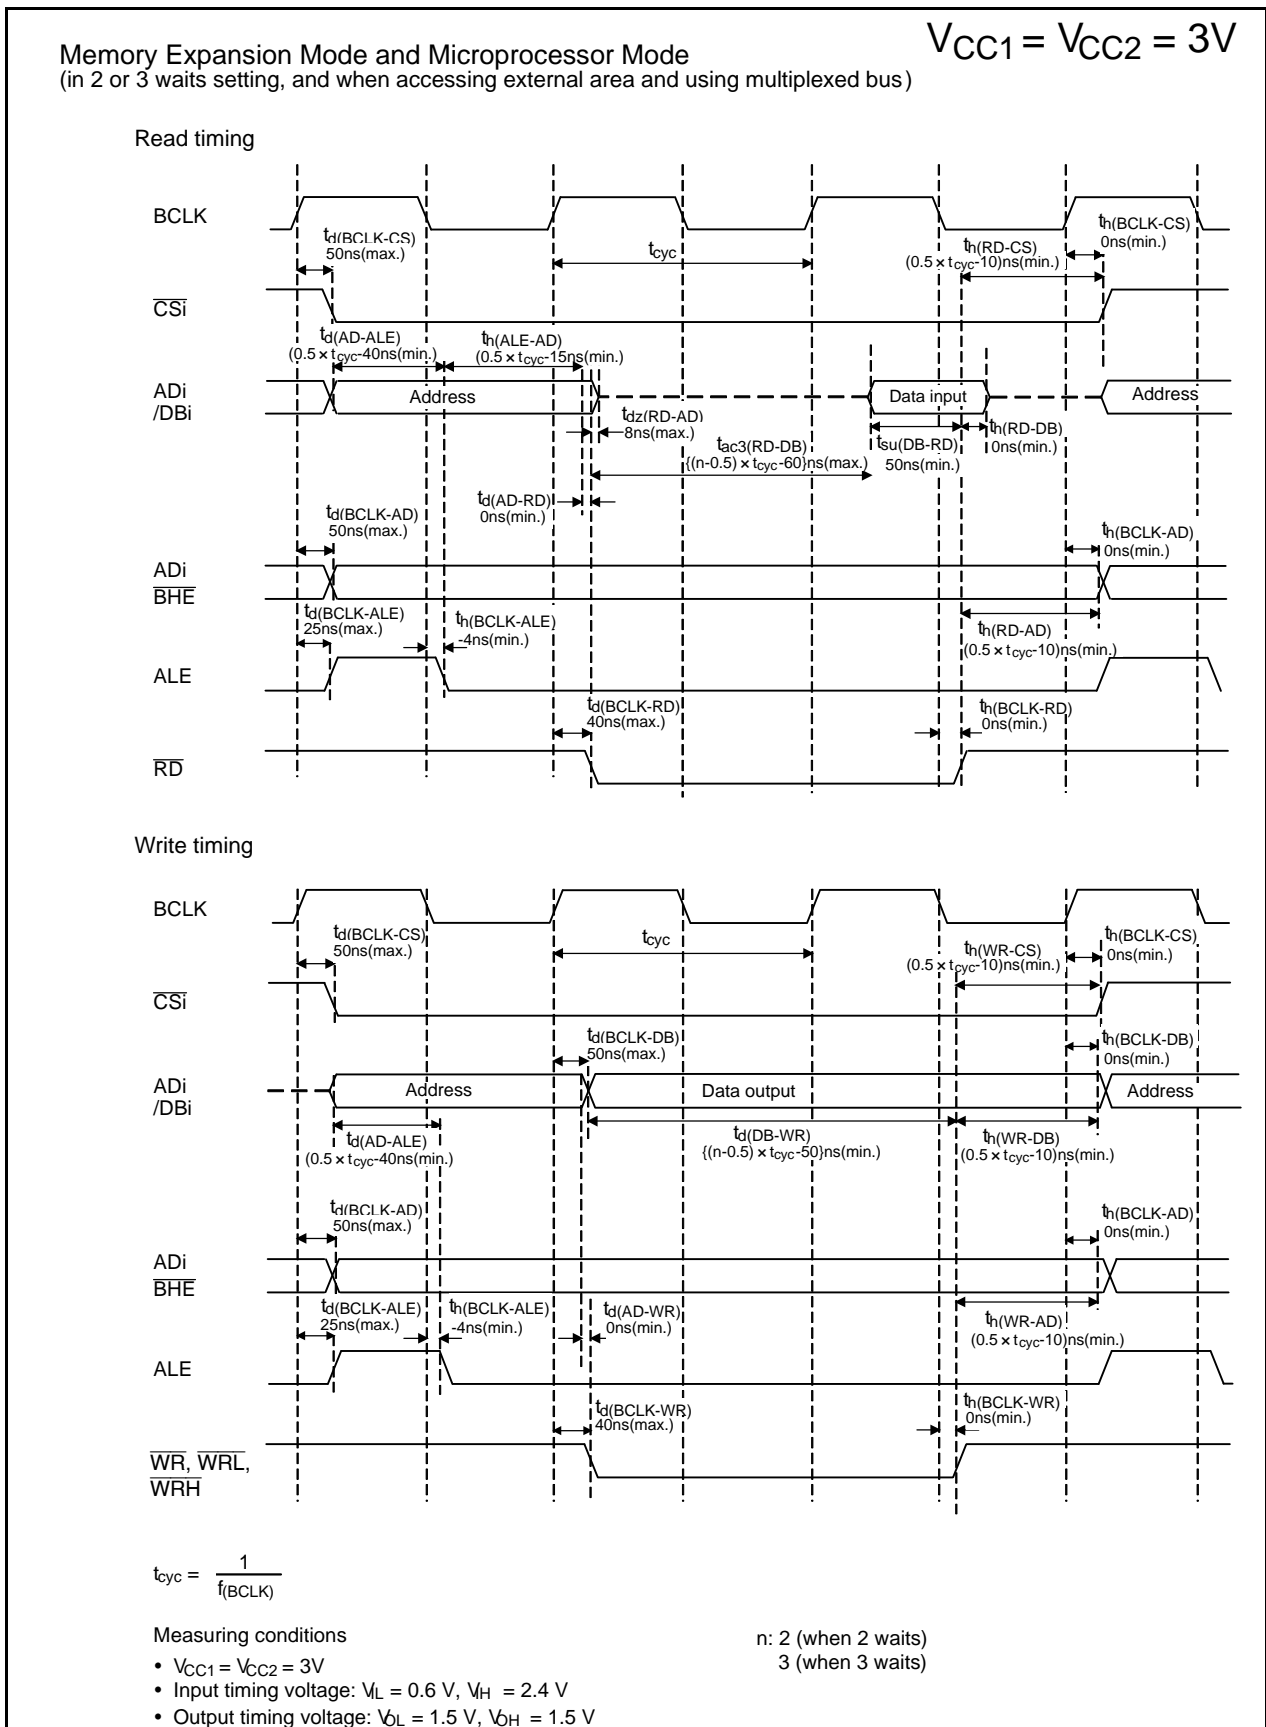 VCC1 = VCC2 = 3V
Memory Expansion Mode and Microprocessor Mode
(in 2 or 3 waits setting, and when accessing external area and using multiplexed bus)
Read timing
BCLK
td(BCLK-CS)
50ns(max.)
tcyc
th(RD-CS)
(0.5 × tcyc-10)ns(min.)
th(BCLK-CS)
0ns(min.)
CSi
td(AD-ALE)
(0.5 × tcyc-40ns(min.)
th(ALE-AD)
(0.5 × tcyc-15ns(min.)
ADi
/DBi
Address
Data input
Address
tdz(RD-AD)
8ns(max.)
tac3(RD-DB)
{(n-0.5) × tcyc-60}ns(max.)
tsu(DB-RD)
50ns(min.)
th(RD-DB)
0ns(min.)
td(AD-RD)
0ns(min.)
td(BCLK-AD)
50ns(max.)
th(BCLK-AD)
0ns(min.)
ADi
BHE
td(BCLK-ALE)
25ns(max.)
th(BCLK-ALE)
-4ns(min.)
th(RD-AD)
(0.5 × tcyc-10)ns(min.)
ALE
td(BCLK-RD)
40ns(max.)
th(BCLK-RD)
0ns(min.)
RD
Write timing
BCLK
td(BCLK-CS)
50ns(max.)
tcyc
th(WR-CS)
(0.5 × tcyc-10)ns(min.)
th(BCLK-CS)
0ns(min.)
CSi
td(BCLK-DB)
50ns(max.)
th(BCLK-DB)
0ns(min.)
ADi
/DBi
Address
Data output
Address
td(AD-ALE)
(0.5 × tcyc-40ns(min.)
td(DB-WR)
{(n-0.5) × tcyc-50}ns(min.)
th(WR-DB)
(0.5 × tcyc-10)ns(min.)
td(BCLK-AD)
50ns(max.)
th(BCLK-AD)
0ns(min.)
ADi
BHE
td(BCLK-ALE)
25ns(max.)
th(BCLK-ALE)
-4ns(min.)
td(AD-WR)
0ns(min.)
th(WR-AD)
(0.5 × tcyc-10)ns(min.)
ALE
td(BCLK-WR)
40ns(max.)
th(BCLK-WR)
0ns(min.)
WR, WRL,
WRH
tcyc = 1
f(BCLK)
Measuring conditions
• VCC1 = VCC2 = 3V
• Input timing voltage: VIL = 0.6 V, VIH = 2.4 V
• Output timing voltage: VOL = 1.5 V, VOH = 1.5 V
n: 2 (when 2 waits)
3 (when 3 waits)